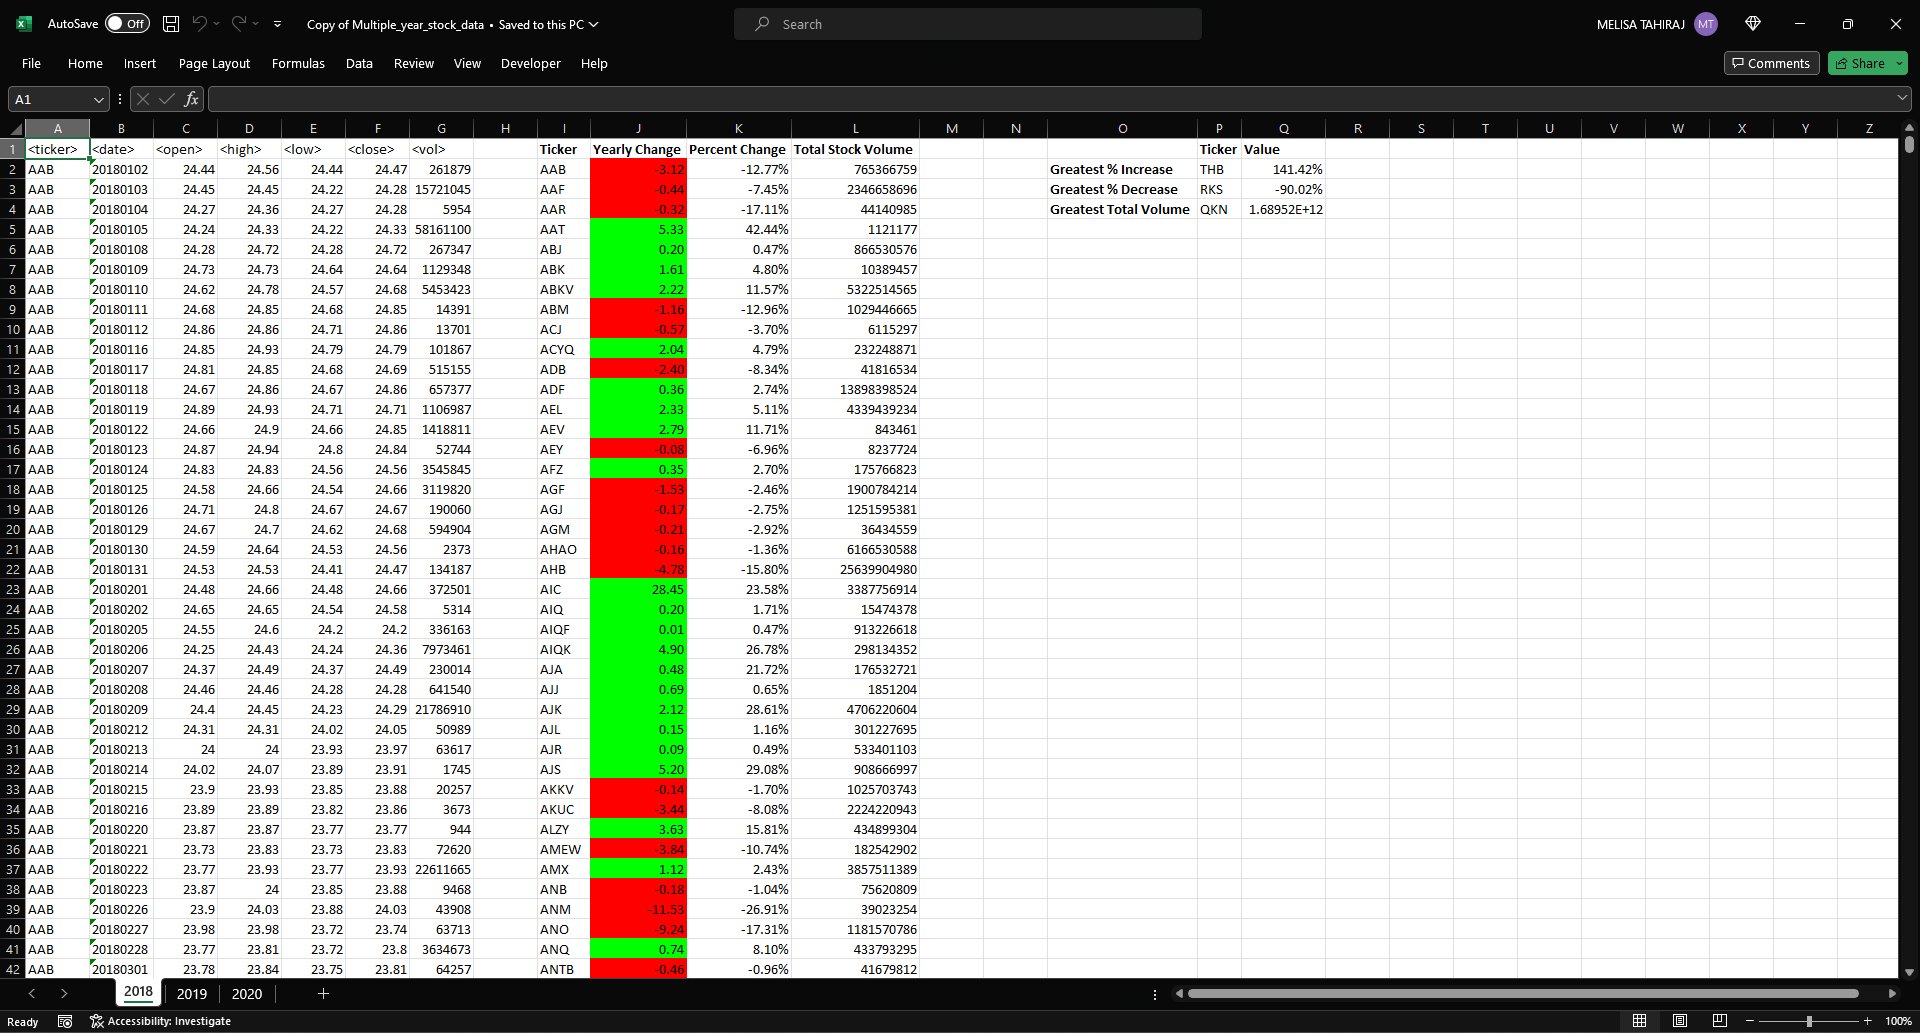 AutoSave Off Copy of Multiple_year_stock_data • Saved to this PC Search MELISA TAHIRAJ MT
File Home Insert Page Layout Formulas Data Review View Developer Help Comments Share
A1 fx
A B C D E F G H I J K L M N O P Q R S T U V W X Y Z
1 <ticker> <date> <open> <high> <low> <close> <vol> Ticker Yearly Change Percent Change Total Stock Volume Ticker Value
2 AAB 20180102 24.44 24.56 24.44 24.47 261879 AAB -3.12 -12.77% 765366759 Greatest % Increase THB 141.42%
3 AAB 20180103 24.45 24.45 24.22 24.28 15721045 AAF -0.44 -7.45% 2346658696 Greatest % Decrease RKS -90.02%
4 AAB 20180104 24.27 24.36 24.27 24.28 5954 AAR -0.32 -17.11% 44140985 Greatest Total Volume QKN 1.68952E+12
5 AAB 20180105 24.24 24.33 24.22 24.33 58161100 AAT 5.33 42.44% 1121177
6 AAB 20180108 24.28 24.72 24.28 24.72 267347 ABJ 0.20 0.47% 866530576
7 AAB 20180109 24.73 24.73 24.64 24.64 1129348 ABK 1.61 4.80% 10389457
8 AAB 20180110 24.62 24.78 24.57 24.68 5453423 ABKV 2.22 11.57% 5322514565
9 AAB 20180111 24.68 24.85 24.68 24.85 14391 ABM -1.16 -12.96% 1029446665
10 AAB 20180112 24.86 24.86 24.71 24.86 13701 ACJ -0.57 -3.70% 6115297
11 AAB 20180116 24.85 24.93 24.79 24.79 101867 ACYQ 2.04 4.79% 232248871
12 AAB 20180117 24.81 24.85 24.68 24.69 515155 ADB -2.40 -8.34% 41816534
13 AAB 20180118 24.67 24.86 24.67 24.86 657377 ADF 0.36 2.74% 13898398524
14 AAB 20180119 24.89 24.93 24.71 24.71 1106987 AEL 2.33 5.11% 4339439234
15 AAB 20180122 24.66 24.9 24.66 24.85 1418811 AEV 2.79 11.71% 843461
16 AAB 20180123 24.87 24.94 24.8 24.84 52744 AEY -0.08 -6.96% 8237724
17 AAB 20180124 24.83 24.83 24.56 24.56 3545845 AFZ 0.35 2.70% 175766823
18 AAB 20180125 24.58 24.66 24.54 24.66 3119820 AGF -1.53 -2.46% 1900784214
19 AAB 20180126 24.71 24.8 24.67 24.67 190060 AGJ -0.17 -2.75% 1251595381
20 AAB 20180129 24.67 24.7 24.62 24.68 594904 AGM -0.21 -2.92% 36434559
21 AAB 20180130 24.59 24.64 24.53 24.56 2373 AHAO -0.16 -1.36% 6166530588
22 AAB 20180131 24.53 24.53 24.41 24.47 134187 AHB -4.78 -15.80% 25639904980
23 AAB 20180201 24.48 24.66 24.48 24.66 372501 AIC 28.45 23.58% 3387756914
24 AAB 20180202 24.65 24.65 24.54 24.58 5314 AIQ 0.20 1.71% 15474378
25 AAB 20180205 24.55 24.6 24.2 24.2 336163 AIQF 0.01 0.47% 913226618
26 AAB 20180206 24.25 24.43 24.24 24.36 7973461 AIQK 4.90 26.78% 298134352
27 AAB 20180207 24.37 24.49 24.37 24.49 230014 AJA 0.48 21.72% 176532721
28 AAB 20180208 24.46 24.46 24.28 24.28 641540 AJJ 0.69 0.65% 1851204
29 AAB 20180209 24.4 24.45 24.23 24.29 21786910 AJK 2.12 28.61% 4706220604
30 AAB 20180212 24.31 24.31 24.02 24.05 50989 AJL 0.15 1.16% 301227695
31 AAB 20180213 24 24 23.93 23.97 63617 AJR 0.09 0.49% 533401103
32 AAB 20180214 24.02 24.07 23.89 23.91 1745 AJS 5.20 29.08% 908666997
33 AAB 20180215 23.9 23.93 23.85 23.88 20257 AKKV -0.14 -1.70% 1025703743
34 AAB 20180216 23.89 23.89 23.82 23.86 3673 AKUC -3.44 -8.08% 2224220943
35 AAB 20180220 23.87 23.87 23.77 23.77 944 ALZY 3.63 15.81% 434899304
36 AAB 20180221 23.73 23.83 23.73 23.83 72620 AMEW -3.84 -10.74% 182542902
37 AAB 20180222 23.77 23.93 23.77 23.93 22611665 AMX 1.12 2.43% 3857511389
38 AAB 20180223 23.87 24 23.85 23.88 9468 ANB -0.18 -1.04% 75620809
39 AAB 20180226 23.9 24.03 23.88 24.03 43908 ANM -11.53 -26.91% 39023254
40 AAB 20180227 23.98 23.98 23.72 23.74 63713 ANO -9.24 -17.31% 1181570786
41 AAB 20180228 23.77 23.81 23.72 23.8 3634673 ANQ 0.74 8.10% 433793295
42 AAB 20180301 23.78 23.84 23.75 23.81 64257 ANTB -0.46 -0.96% 41679812
2018 2019 2020
Ready Accessibility: Investigate 100%